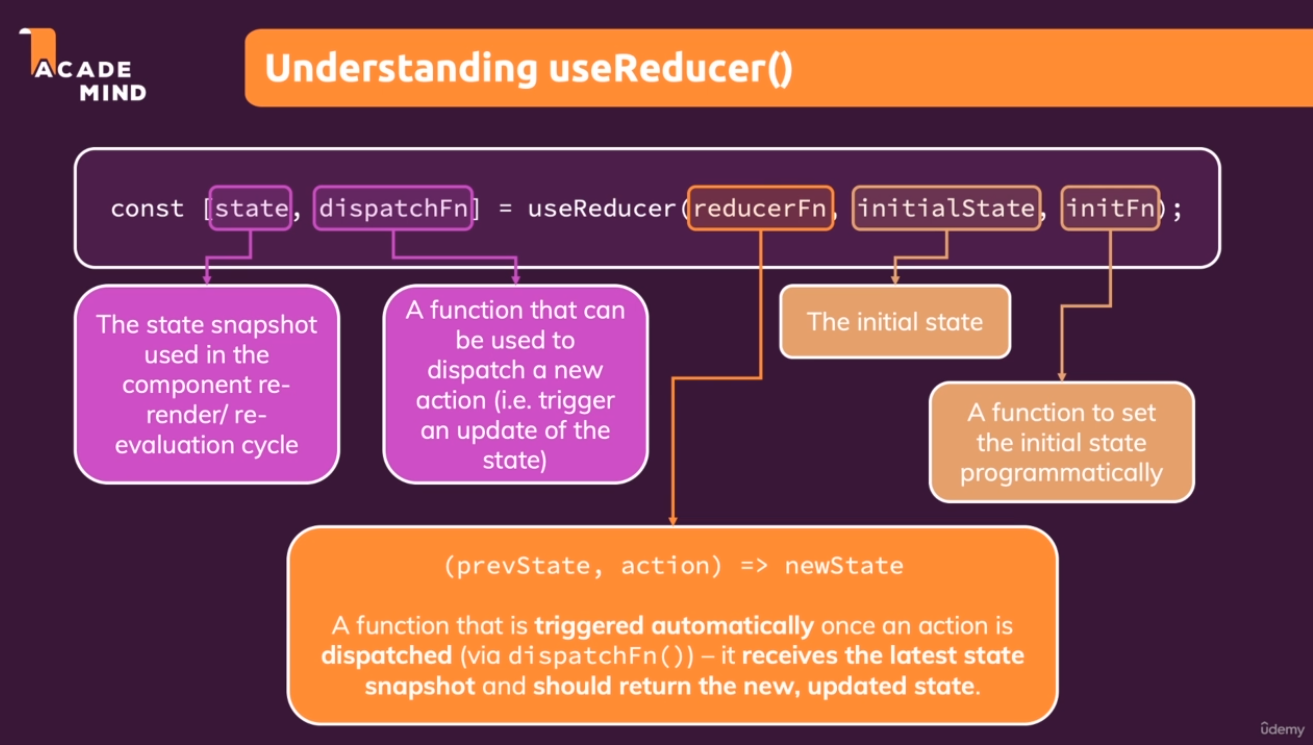 ACADE
MIND
Understanding useReducer()
const [state, dispatchFn] = useReducer(reducerFn, initialState, initFn);
The state snapshot
used in the
component re-
render/ re-
evaluation cycle
A function that can
be used to
dispatch a new
action (i.e. trigger
an update of the
state)
The initial state
A function to set
the initial state
programmatically
(prevState, action) => newState
A function that is triggered automatically once an action is
dispatched (via dispatchFn()) – it receives the latest state
snapshot and should return the new, updated state.
ûdemy